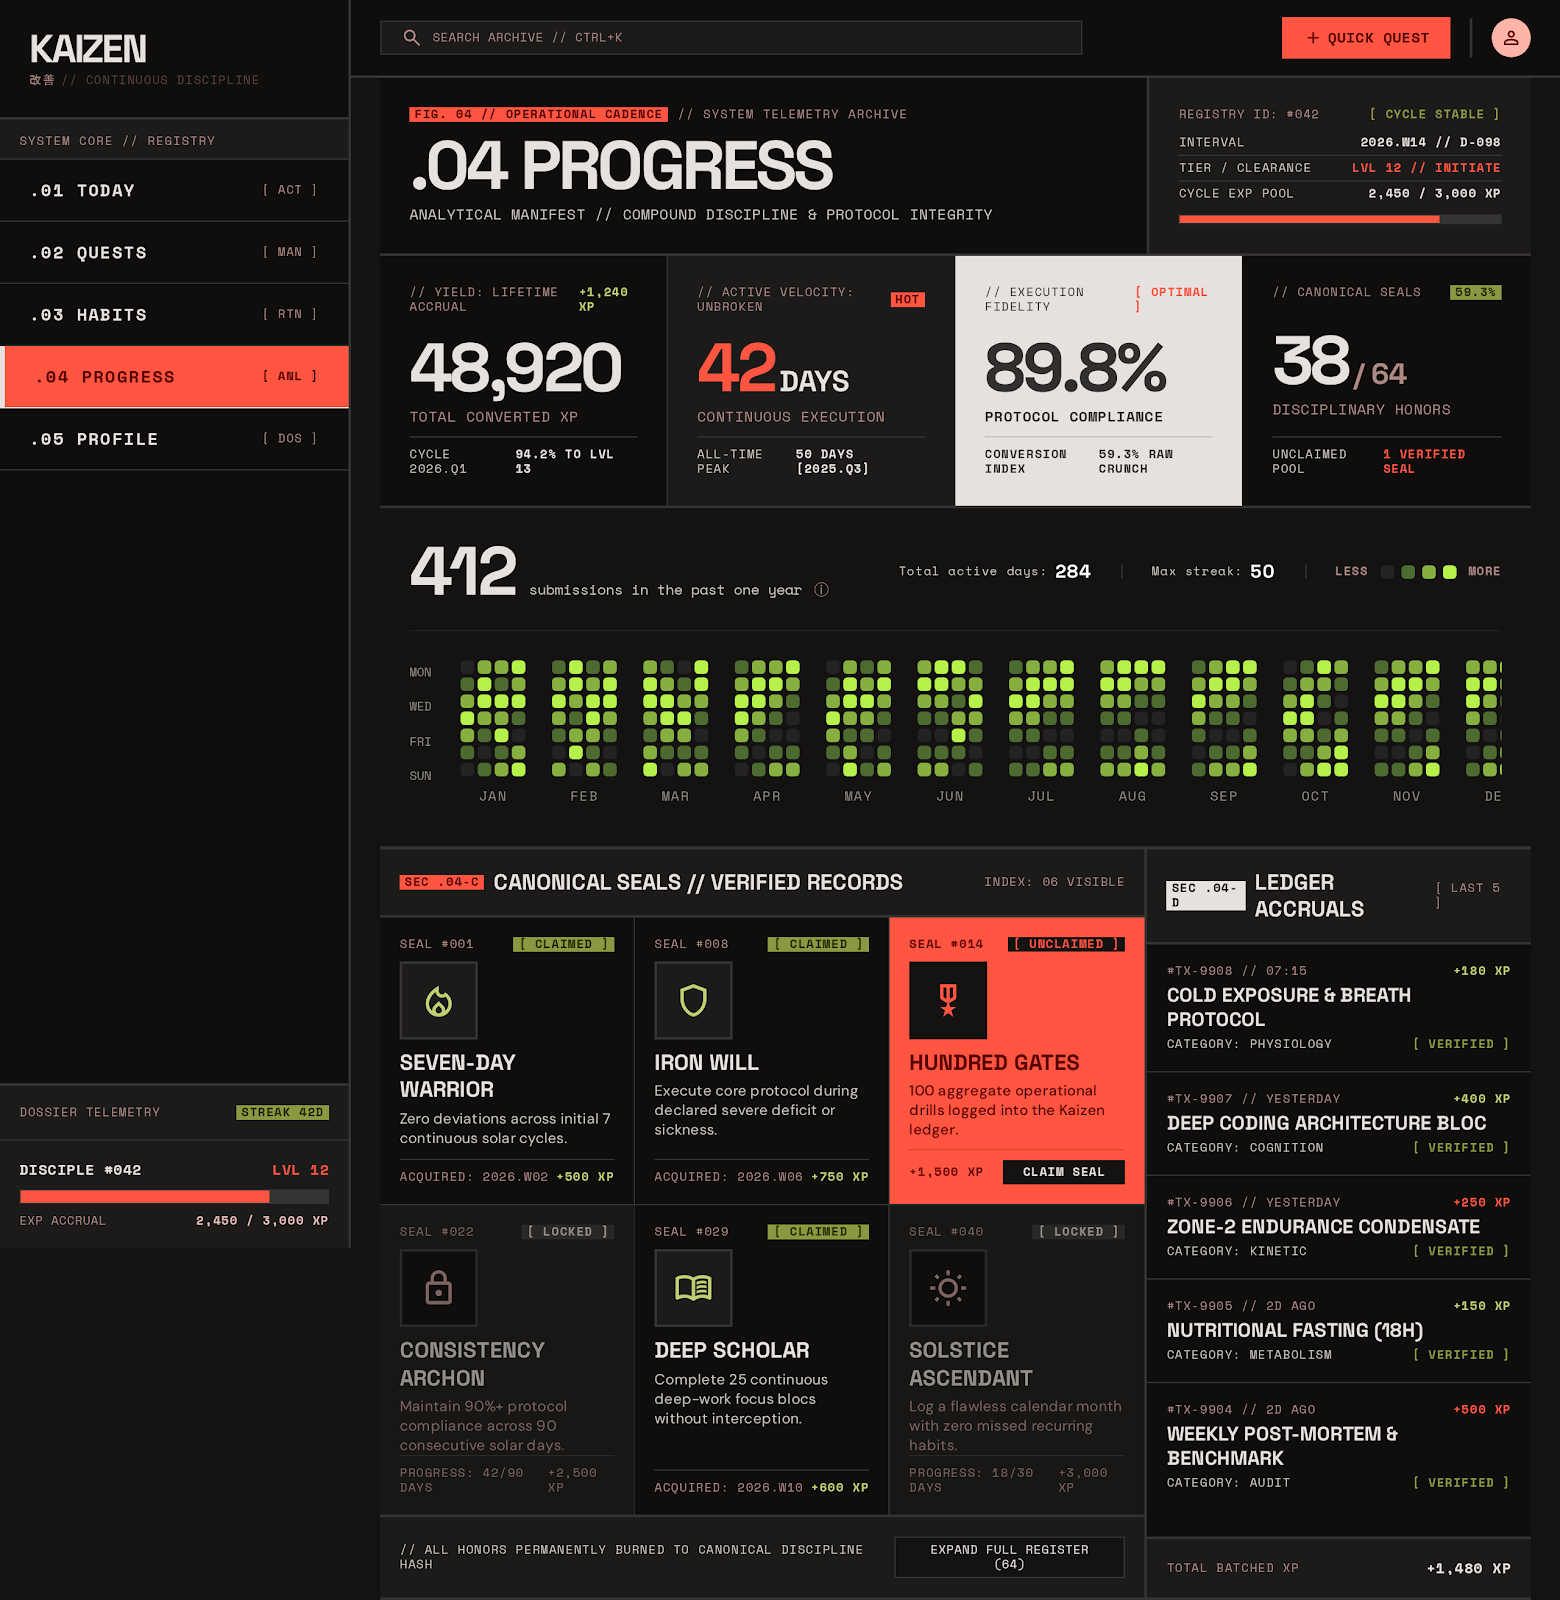 KAIZEN
改善 // CONTINUOUS DISCIPLINE
SYSTEM CORE // REGISTRY
.01 TODAY [ ACT ]
.02 QUESTS [ MAN ]
.03 HABITS [ RTN ]
.04 PROGRESS [ ANL ]
.05 PROFILE [ DOS ]
DOSSIER TELEMETRY STREAK 42D
DISCIPLE #042 LVL 12
EXP ACCRUAL 2,450 / 3,000 XP
SEARCH ARCHIVE // CTRL+K
+ QUICK QUEST
FIG. 04 // OPERATIONAL CADENCE // SYSTEM TELEMETRY ARCHIVE
.04 PROGRESS
ANALYTICAL MANIFEST // COMPOUND DISCIPLINE & PROTOCOL INTEGRITY
REGISTRY ID: #042 [ CYCLE STABLE ]
INTERVAL 2026.W14 // D-098
TIER / CLEARANCE LVL 12 // INITIATE
CYCLE EXP POOL 2,450 / 3,000 XP
// YIELD: LIFETIME +1,240
ACCRUAL XP
48,920
TOTAL CONVERTED XP
CYCLE 94.2% TO LVL
2026.Q1 13
// ACTIVE VELOCITY: HOT
UNBROKEN
42 DAYS
CONTINUOUS EXECUTION
ALL-TIME 50 DAYS
PEAK [2025.Q3]
// EXECUTION [ OPTIMAL
FIDELITY ]
89.8%
PROTOCOL COMPLIANCE
CONVERSION 59.3% RAW
INDEX CRUNCH
// CANONICAL SEALS 59.3%
38 / 64
DISCIPLINARY HONORS
UNCLAIMED 1 VERIFIED
POOL SEAL
412 submissions in the past one year ⓘ
Total active days: 284 | Max streak: 50 | LESS MORE
MON
WED
FRI
SUN
JAN FEB MAR APR MAY JUN JUL AUG SEP OCT NOV DE
SEC .04-C CANONICAL SEALS // VERIFIED RECORDS INDEX: 06 VISIBLE
SEAL #001 [ CLAIMED ]
SEVEN-DAY
WARRIOR
Zero deviations across initial 7
continuous solar cycles.
ACQUIRED: 2026.W02 +500 XP
SEAL #008 [ CLAIMED ]
IRON WILL
Execute core protocol during
declared severe deficit or
sickness.
ACQUIRED: 2026.W06 +750 XP
SEAL #014 [ UNCLAIMED ]
HUNDRED GATES
100 aggregate operational
drills logged into the Kaizen
ledger.
+1,500 XP CLAIM SEAL
SEAL #022 [ LOCKED ]
CONSISTENCY
ARCHON
Maintain 90%+ protocol
compliance across 90
consecutive solar days.
PROGRESS: 42/90 +2,500
DAYS XP
SEAL #029 [ CLAIMED ]
DEEP SCHOLAR
Complete 25 continuous
deep-work focus blocs
without interception.
ACQUIRED: 2026.W10 +600 XP
SEAL #040 [ LOCKED ]
SOLSTICE
ASCENDANT
Log a flawless calendar month
with zero missed recurring
habits.
PROGRESS: 18/30 +3,000
DAYS XP
// ALL HONORS PERMANENTLY BURNED TO CANONICAL DISCIPLINE
HASH
EXPAND FULL REGISTER
(64)
SEC .04-
D
LEDGER
ACCRUALS
[ LAST 5
]
#TX-9908 // 07:15 +180 XP
COLD EXPOSURE & BREATH
PROTOCOL
CATEGORY: PHYSIOLOGY [ VERIFIED ]
#TX-9907 // YESTERDAY +400 XP
DEEP CODING ARCHITECTURE BLOC
CATEGORY: COGNITION [ VERIFIED ]
#TX-9906 // YESTERDAY +250 XP
ZONE-2 ENDURANCE CONDENSATE
CATEGORY: KINETIC [ VERIFIED ]
#TX-9905 // 2D AGO +150 XP
NUTRITIONAL FASTING (18H)
CATEGORY: METABOLISM [ VERIFIED ]
#TX-9904 // 2D AGO +500 XP
WEEKLY POST-MORTEM &
BENCHMARK
CATEGORY: AUDIT [ VERIFIED ]
TOTAL BATCHED XP +1,480 XP